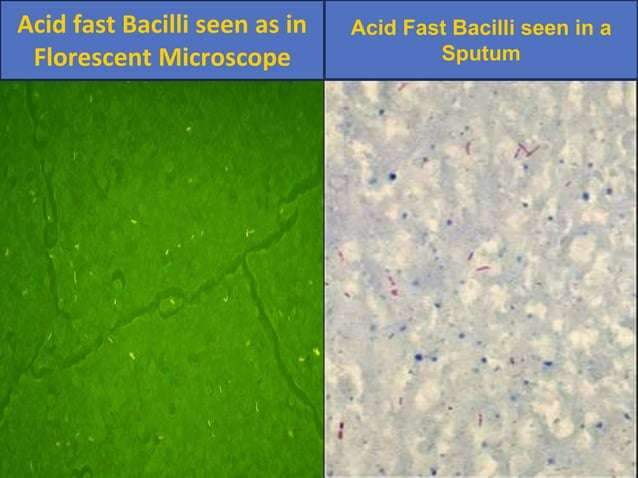 Acid fast Bacilli seen as in
Florescent Microscope
Acid Fast Bacilli seen in a
Sputum